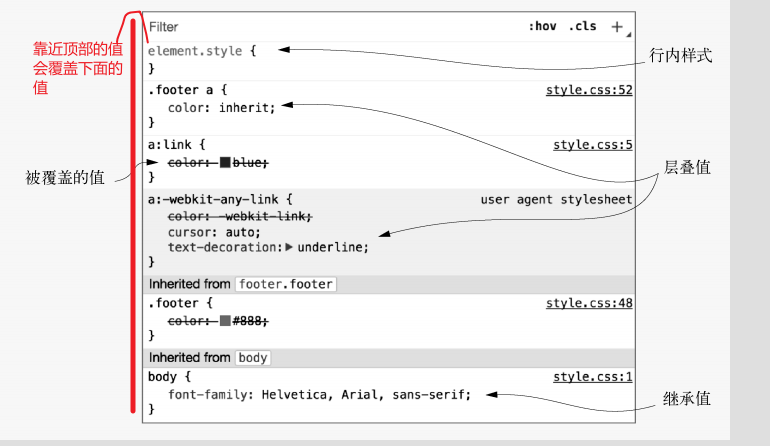 Filter :hov .cls +
靠近顶部的值
会覆盖下面的
值
element.style {
}
行内样式
.footer a { style.css:52
color: inherit;
}
a:link { style.css:5
color: blue;
}
被覆盖的值
层叠值
a:-webkit-any-link { user agent stylesheet
color: -webkit-link;
cursor: auto;
text-decoration:▶ underline;
}
Inherited from footer.footer
.footer { style.css:48
color: #888;
}
Inherited from body
body { style.css:1
font-family: Helvetica, Arial, sans-serif;
}
继承值